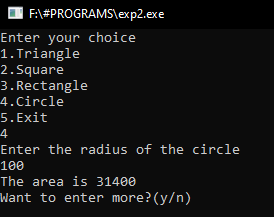 F:\#PROGRAMS\exp2.exe
Enter your choice
1.Triangle
2.Square
3.Rectangle
4.Circle
5.Exit
4
Enter the radius of the circle
100
The area is 31400
Want to enter more?(y/n)